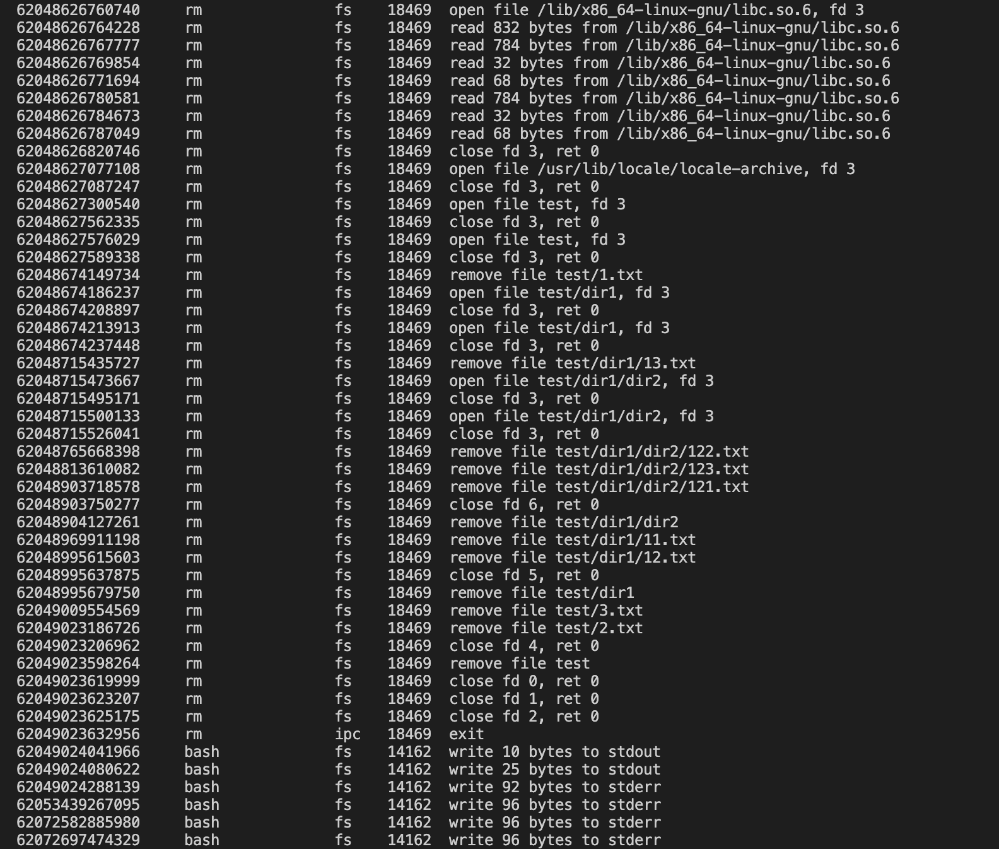 62048626760740 rm fs 18469 open file /lib/x86_64-linux-gnu/libc.so.6, fd 3
62048626764228 rm fs 18469 read 832 bytes from /lib/x86_64-linux-gnu/libc.so.6
62048626767777 rm fs 18469 read 784 bytes from /lib/x86_64-linux-gnu/libc.so.6
62048626769854 rm fs 18469 read 32 bytes from /lib/x86_64-linux-gnu/libc.so.6
62048626771694 rm fs 18469 read 68 bytes from /lib/x86_64-linux-gnu/libc.so.6
62048626780581 rm fs 18469 read 784 bytes from /lib/x86_64-linux-gnu/libc.so.6
62048626784673 rm fs 18469 read 32 bytes from /lib/x86_64-linux-gnu/libc.so.6
62048626787049 rm fs 18469 read 68 bytes from /lib/x86_64-linux-gnu/libc.so.6
62048626820746 rm fs 18469 close fd 3, ret 0
62048627077108 rm fs 18469 open file /usr/lib/locale/locale-archive, fd 3
62048627087247 rm fs 18469 close fd 3, ret 0
62048627300540 rm fs 18469 open file test, fd 3
62048627562335 rm fs 18469 close fd 3, ret 0
62048627576029 rm fs 18469 open file test, fd 3
62048627589338 rm fs 18469 close fd 3, ret 0
62048674149734 rm fs 18469 remove file test/1.txt
62048674186237 rm fs 18469 open file test/dir1, fd 3
62048674208897 rm fs 18469 close fd 3, ret 0
62048674213913 rm fs 18469 open file test/dir1, fd 3
62048674237448 rm fs 18469 close fd 3, ret 0
62048715435727 rm fs 18469 remove file test/dir1/13.txt
62048715473667 rm fs 18469 open file test/dir1/dir2, fd 3
62048715495171 rm fs 18469 close fd 3, ret 0
62048715500133 rm fs 18469 open file test/dir1/dir2, fd 3
62048715526041 rm fs 18469 close fd 3, ret 0
62048765668398 rm fs 18469 remove file test/dir1/dir2/122.txt
62048813610082 rm fs 18469 remove file test/dir1/dir2/123.txt
62048903718578 rm fs 18469 remove file test/dir1/dir2/121.txt
62048903750277 rm fs 18469 close fd 6, ret 0
62048904127261 rm fs 18469 remove file test/dir1/dir2
62048969911198 rm fs 18469 remove file test/dir1/11.txt
62048995615603 rm fs 18469 remove file test/dir1/12.txt
62048995637875 rm fs 18469 close fd 5, ret 0
62048995679750 rm fs 18469 remove file test/dir1
62049009554569 rm fs 18469 remove file test/3.txt
62049023186726 rm fs 18469 remove file test/2.txt
62049023206962 rm fs 18469 close fd 4, ret 0
62049023598264 rm fs 18469 remove file test
62049023619999 rm fs 18469 close fd 0, ret 0
62049023623207 rm fs 18469 close fd 1, ret 0
62049023625175 rm fs 18469 close fd 2, ret 0
62049023632956 rm ipc 18469 exit
62049024041966 bash fs 14162 write 10 bytes to stdout
62049024080622 bash fs 14162 write 25 bytes to stdout
62049024288139 bash fs 14162 write 92 bytes to stderr
62053439267095 bash fs 14162 write 96 bytes to stderr
62072582885980 bash fs 14162 write 96 bytes to stderr
62072697474329 bash fs 14162 write 96 bytes to stderr